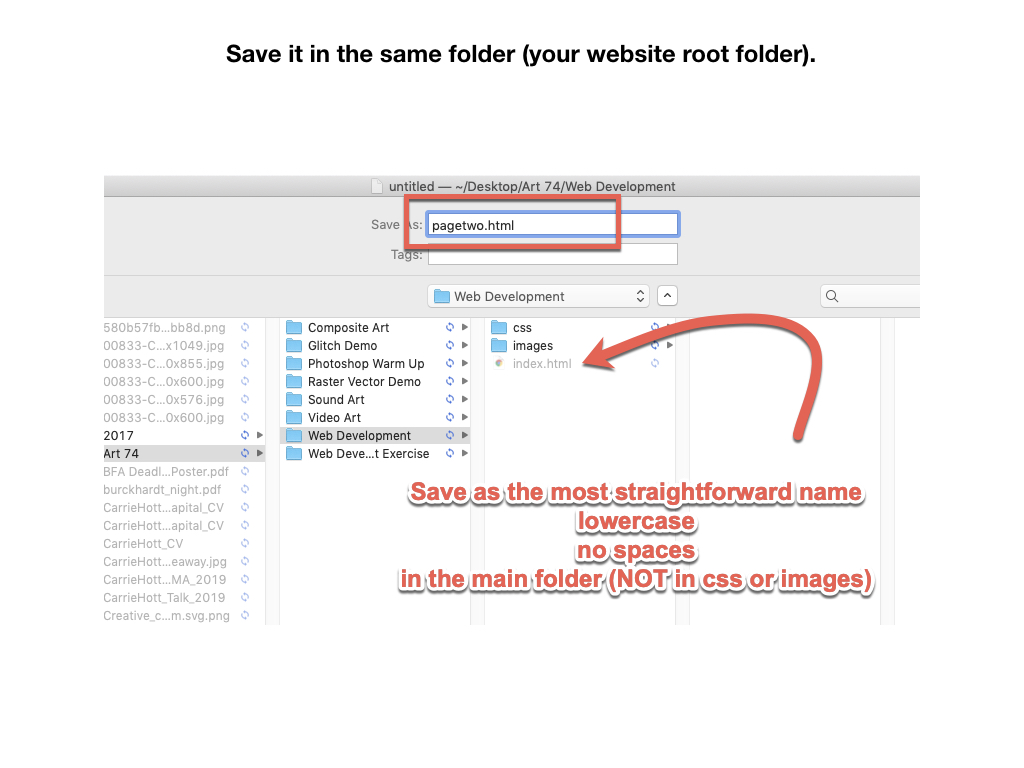 Save it in the same folder (your website root folder).
untitled — ~/Desktop/Art 74/Web Development
Save As: pagetwo.html
Tags:
Web Development
580b57fb...bb8d.png
00833-C...x1049.jpg
00833-C...0x855.jpg
00833-C...0x600.jpg
00833-C...0x576.jpg
00833-C...0x600.jpg
2017
Art 74
BFA Deadl...Poster.pdf
burckhardt_night.pdf
CarrieHott...apital_CV
CarrieHott...apital_CV
CarrieHott_CV
CarrieHott...eaway.jpg
CarrieHott...MA_2019
CarrieHott_Talk_2019
Creative_c...m.svg.png
Composite Art
Glitch Demo
Photoshop Warm Up
Raster Vector Demo
Sound Art
Video Art
Web Development
Web Deve...t Exercise
css
images
index.html
Save as the most straightforward name
lowercase
no spaces
in the main folder (NOT in css or images)